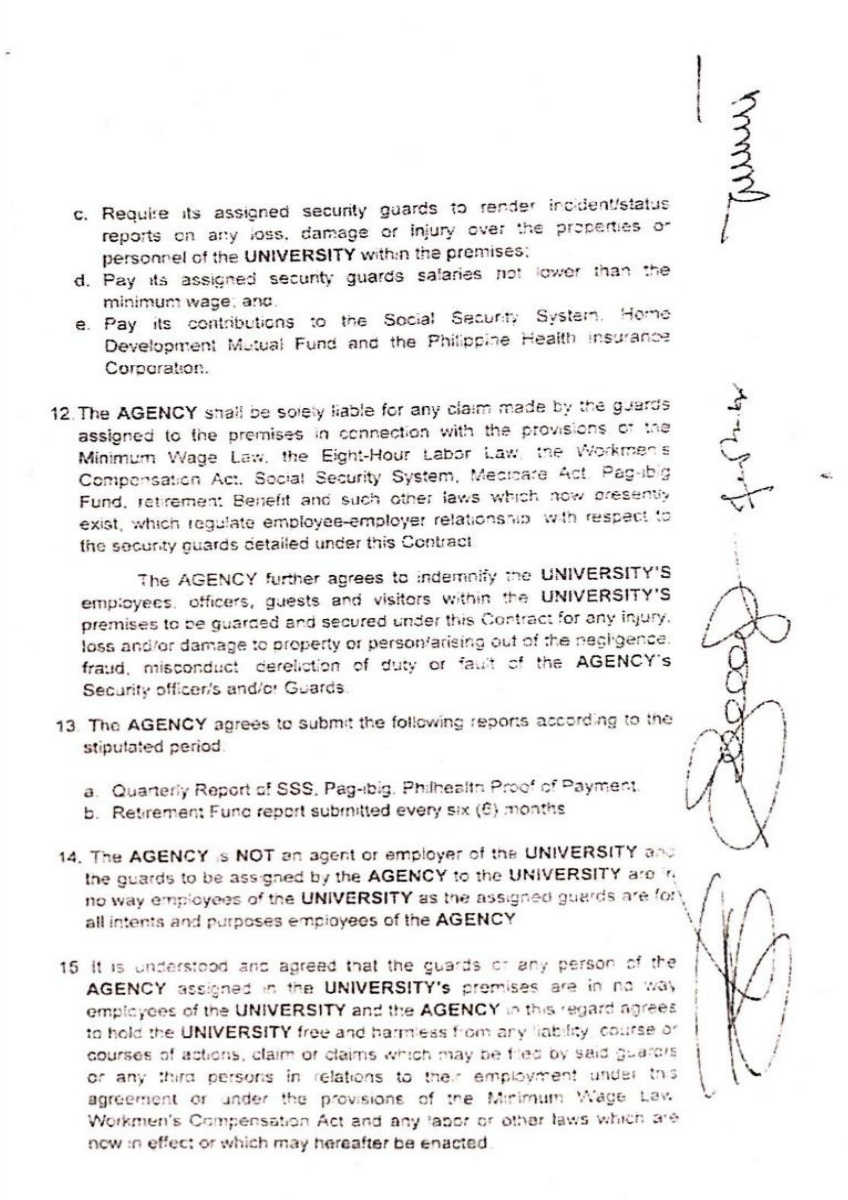 c. Require its assigned security guards to render incident/status
reports on any loss, damage or injury over the properties or
personnel of the UNIVERSITY within the premises;
d. Pay its assigned security guards salaries not lower than the
minimum wage; and
e. Pay its contributions to the Social Security System, Home
Development Mutual Fund and the Philippine Health Insurance
Corporation.
12. The AGENCY shall be solely liable for any claim made by the guards
assigned to the premises in connection with the provisions of the
Minimum Wage Law, the Eight-Hour Labor Law, the Workmen's
Compensation Act, Social Security System, Medicare Act, Pag-ibig
Fund, retirement Benefit and such other laws which now presently
exist, which regulate employee-employer relationship with respect to
the security guards detailed under this Contract
The AGENCY further agrees to indemnify the UNIVERSITY'S
employees, officers, guests and visitors within the UNIVERSITY'S
premises to be guarded and secured under this Contract for any injury,
loss and/or damage to property or person/arising out of the negligence,
fraud, misconduct dereliction of duty or fault of the AGENCY's
Security officer/s and/or Guards.
13. The AGENCY agrees to submit the following reports according to the
stipulated period:
a. Quarterly Report of SSS, Pag-ibig, Philhealth Proof of Payment.
b. Retirement Fund report submitted every six (6) months
14. The AGENCY is NOT an agent or employer of the UNIVERSITY and
the guards to be assigned by the AGENCY to the UNIVERSITY are in
no way employees of the UNIVERSITY as the assigned guards are for
all intents and purposes employees of the AGENCY
15 It is understood and agreed that the guards or any person of the
AGENCY assigned in the UNIVERSITY's premises are in no way
employees of the UNIVERSITY and the AGENCY in this regard agrees
to hold the UNIVERSITY free and harmless from any liability, course or
courses of actions, claim or claims which may be filed by said guards
or any third persons in relations to their employment under this
agreement or under the provisions of the Minimum Wage Law
Workmen's Compensation Act and any labor or other laws which are
now in effect or which may hereafter be enacted.